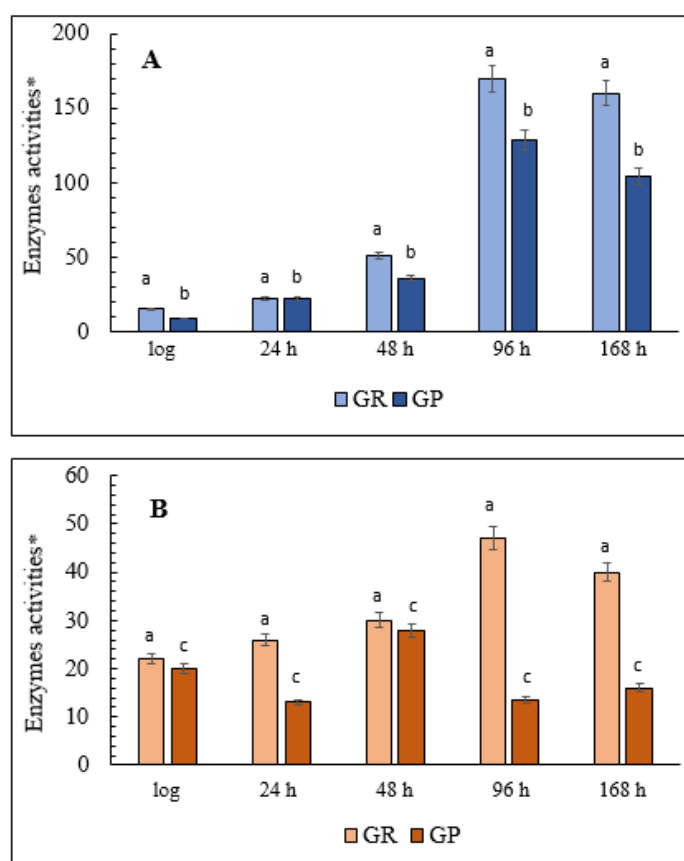 A
Enzymes activities*
200
150
100
50
0
a
b
a
b
a
b
a
b
a
b
log
24 h
48 h
96 h
168 h
GR
GP
B
Enzymes activities*
60
50
40
30
20
10
0
a
c
a
c
a
c
a
c
a
c
log
24 h
48 h
96 h
168 h
GR
GP